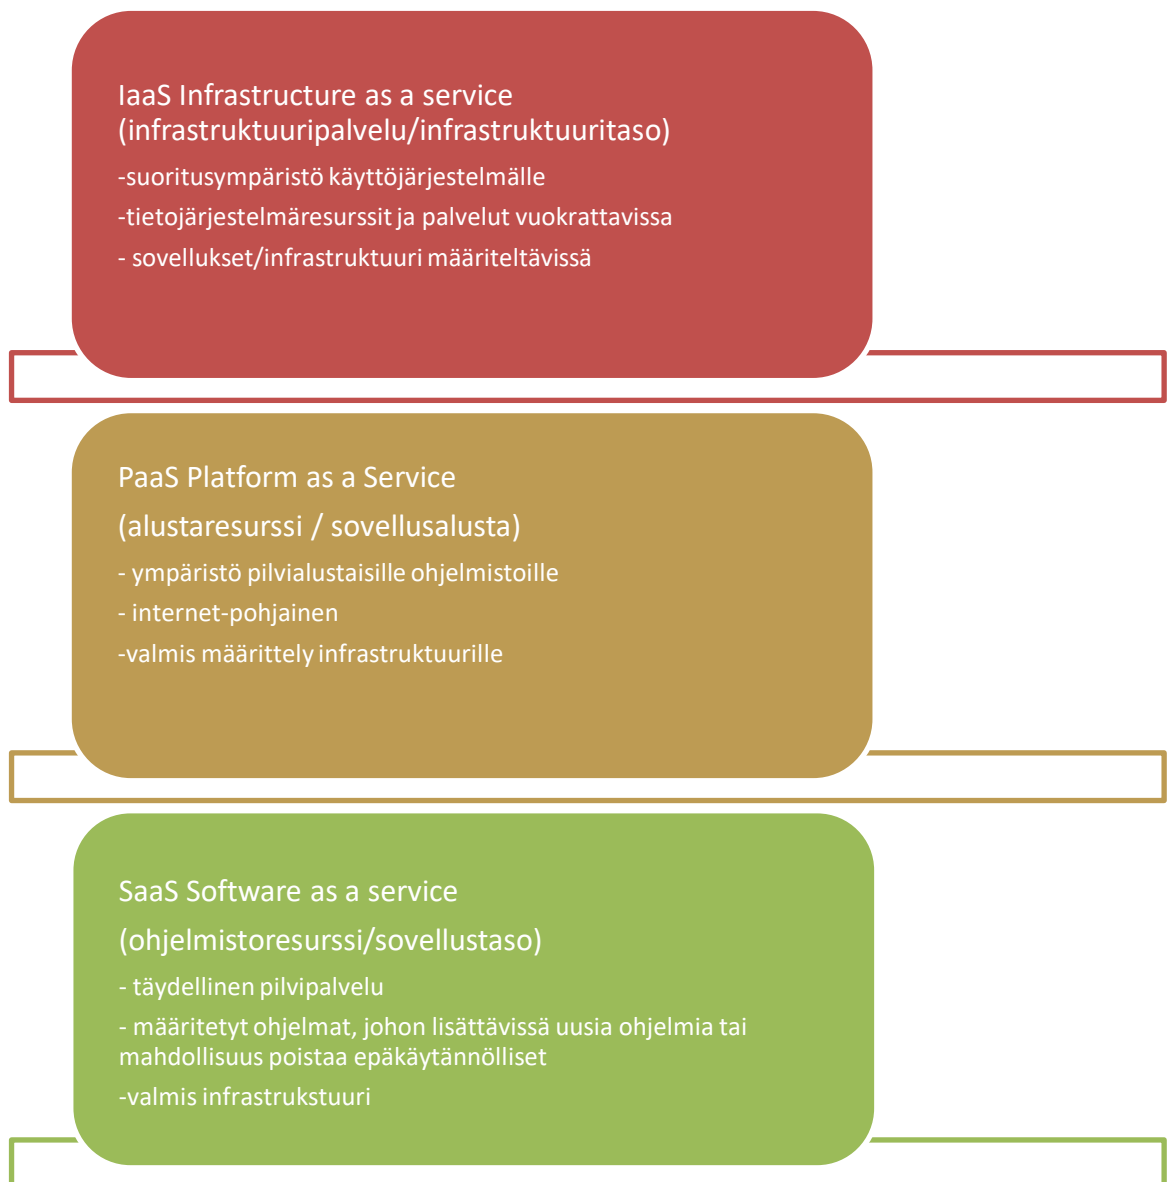 IaaS Infrastructure as a service
(infrastruktuuripalvelu/infrastruktuuritaso)
-suoritusympäristö käyttöjärjestelmälle
-tietojärjestelmäresurssit ja palvelut vuokrattavissa
- sovellukset/infrastruktuuri määriteltävissä
PaaS Platform as a Service
(alustaresurssi / sovellusalusta)
- ympäristö pilvialustaisille ohjelmistoille
- internet-pohjainen
-valmis määrittely infrastruktuurille
SaaS Software as a service
(ohjelmistoresurssi/sovellustaso)
- täydellinen pilvipalvelu
- määritetyt ohjelmat, johon lisättävissä uusia ohjelmia tai
mahdollisuus poistaa epäkäytännölliset
-valmis infrastrukstuuri